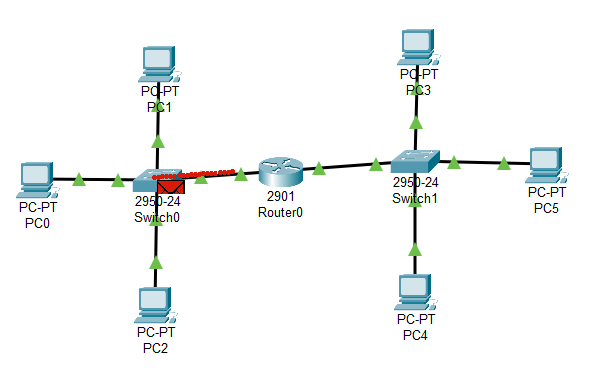 PC-PT
PC1
PC-PT
PC3
PC-PT
PC0
2950-24
Switch0
2901
Router0
2950-24
Switch1
PC-PT
PC5
PC-PT
PC2
PC-PT
PC4